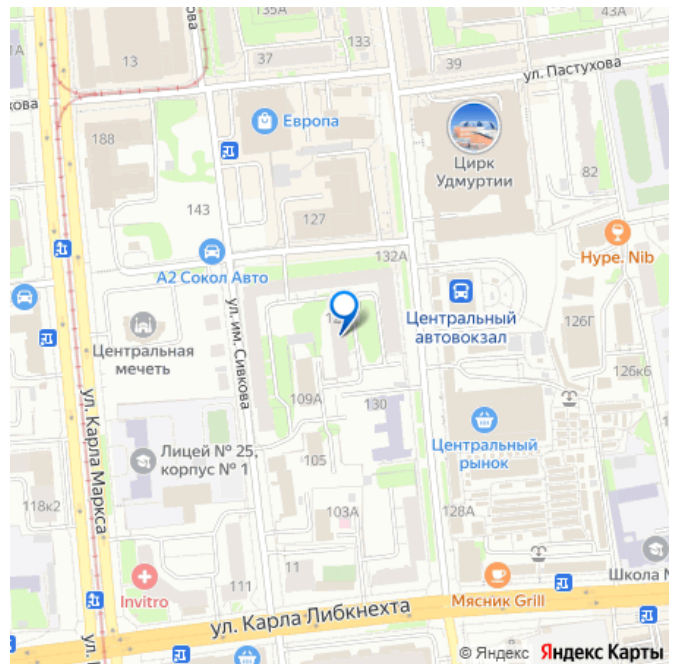 135А
43А
133
13
37
39
ул. Пастухова
кова
188
Европа
Цирк
Удмуртии
82
143
127
132А
Hype. Nib
А2 Сокол Авто
ул. им. Сивкова
Центральный
автовокзал
126Г
Центральная
мечеть
126к6
109А
130
ул. Карла Маркса
Центральный
рынок
Лицей № 25,
корпус № 1
105
118к2
103А
128А
11
111
Invitro
Школа №
Мясник Grill
ул. Карла Либкнехта
© Яндекс Яндекс Карты